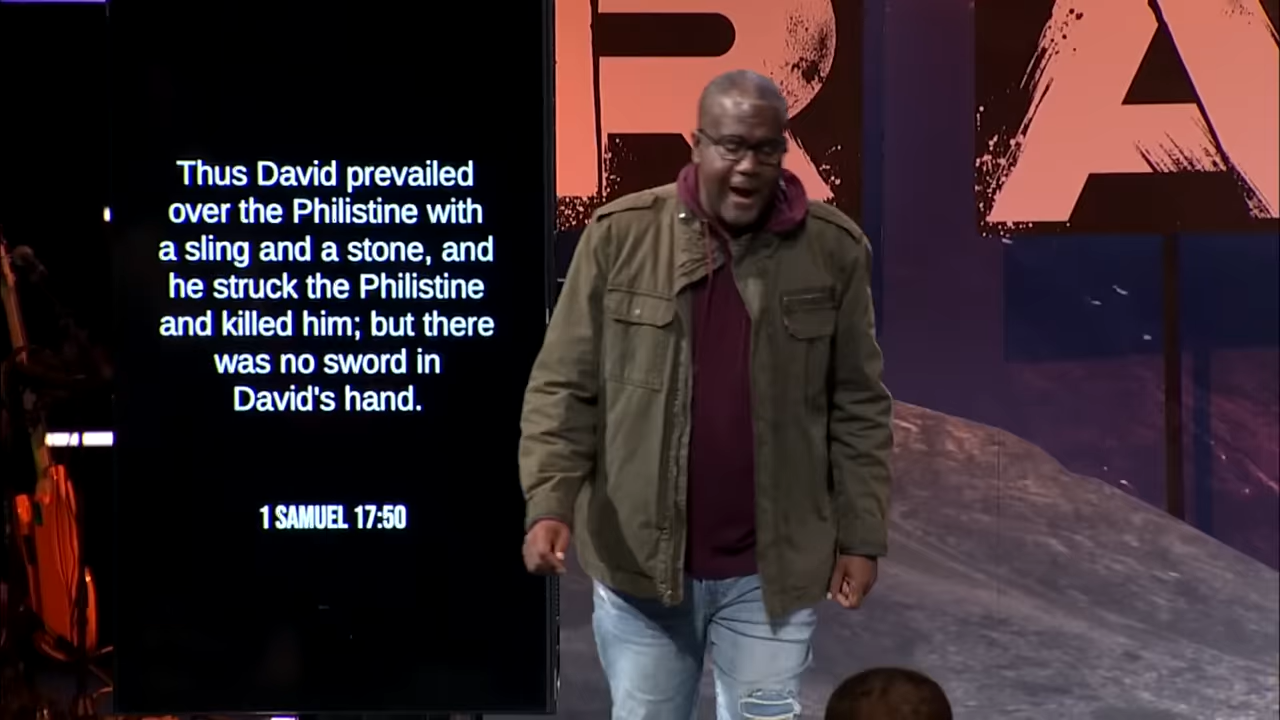 RA
Thus David prevailed
over the Philistine with
a sling and a stone, and
he struck the Philistine
and killed him; but there
was no sword in
David's hand.
1 SAMUEL 17:50